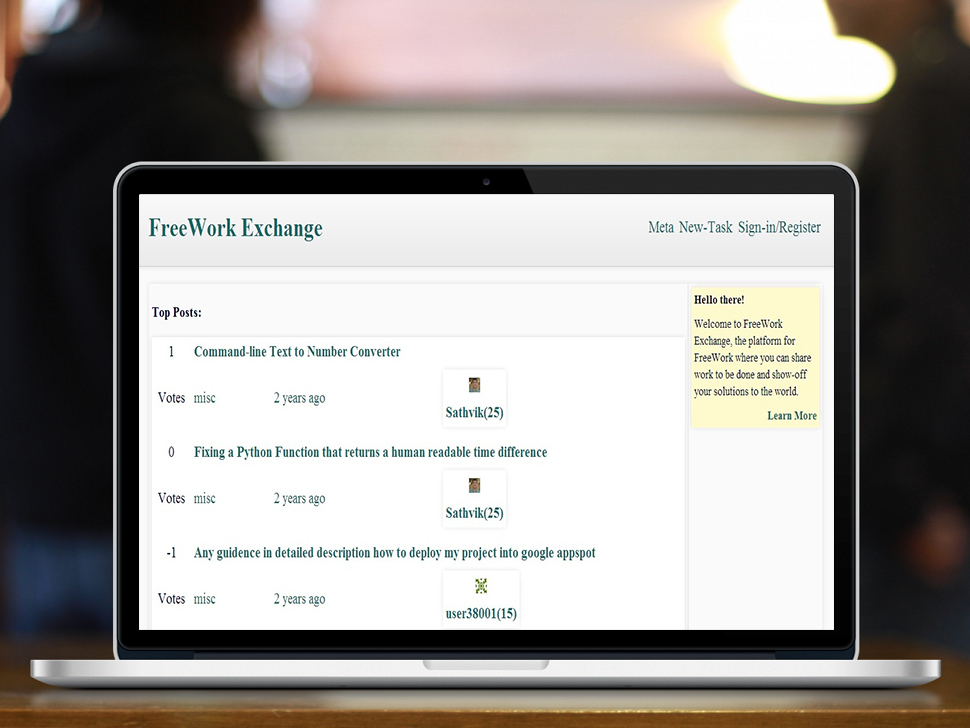 FreeWork Exchange
Meta New-Task Sign-in/Register
Top Posts:
1 Command-line Text to Number Converter
Votes misc 2 years ago
Sathvik(25)
0 Fixing a Python Function that returns a human readable time difference
Votes misc 2 years ago
Sathvik(25)
-1 Any guidence in detailed description how to deploy my project into google appspot
Votes misc 2 years ago
user38001(15)
Hello there!
Welcome to FreeWork
Exchange, the platform for
FreeWork where you can share
work to be done and show-off
your solutions to the world.
Learn More